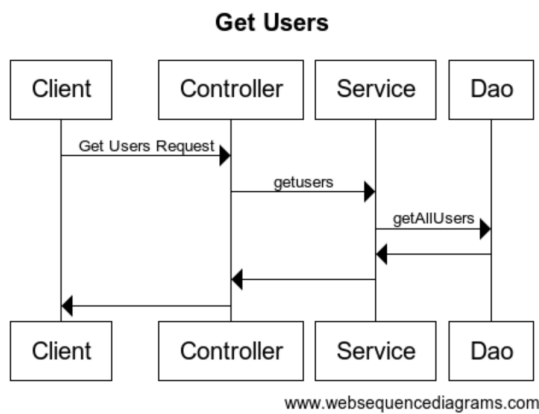 Get Users
Client Controller Service Dao
Get Users Request
getusers
getAllUsers
Client Controller Service Dao
www.websequencediagrams.com